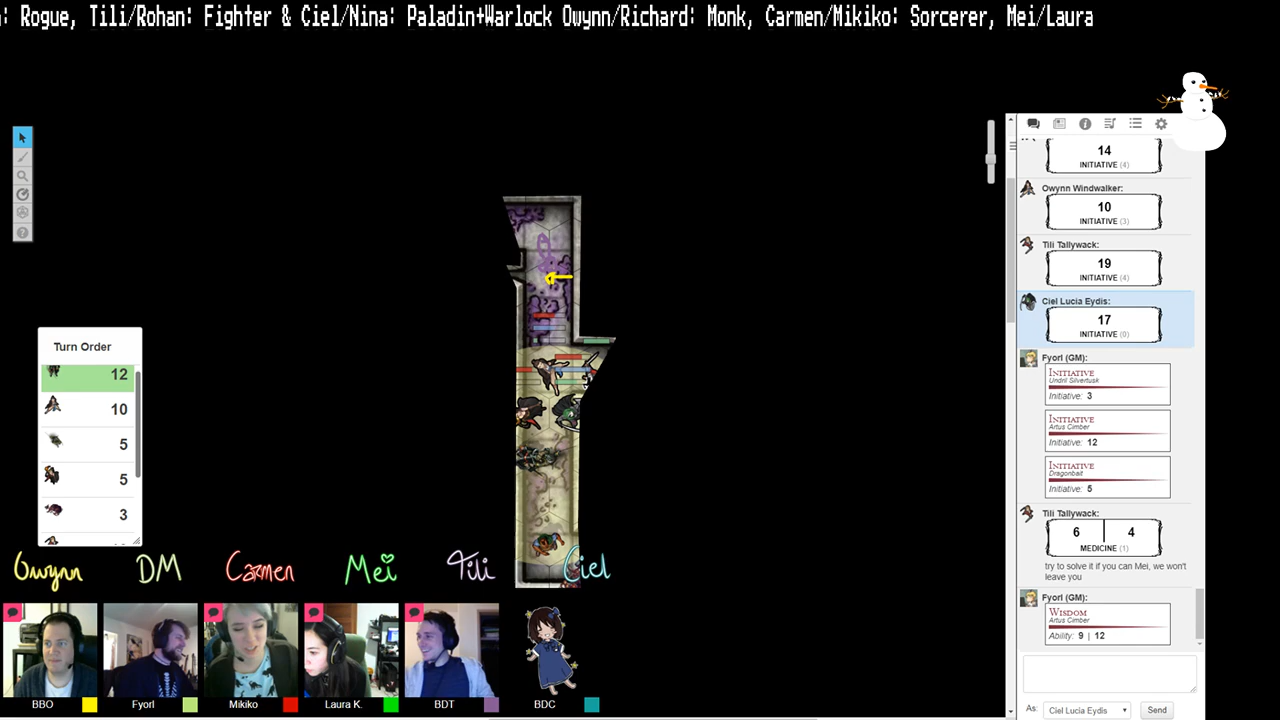 : Rogue, Tili/Rohan: Fighter & Ciel/Nina: Paladin+Warlock Owynn/Richard: Monk, Carmen/Mikiko: Sorcerer, Mei/Laura
14
INITIATIVE (4)
Owynn Windwalker:
10
INITIATIVE (3)
Tili Tallywack:
19
INITIATIVE (4)
Ciel Lucia Eydis:
17
INITIATIVE (0)
Fyorl (GM):
INITIATIVE
Undril Silvertusk
Initiative: 3
INITIATIVE
Artus Cimber
Initiative: 12
INITIATIVE
Dragonbait
Initiative: 5
Tili Tallywack:
6 4
MEDICINE (1)
try to solve it if you can Mei, we won't
leave you
Fyorl (GM):
WISDOM
Artus Cimber
Ability: 9 | 12
As: Ciel Lucia Eydis Send
Turn Order
12
10
5
5
3
Owynn DM Carmen Mei Tili Ciel
BBO Fyorl Mikiko Laura K. BDT BDC